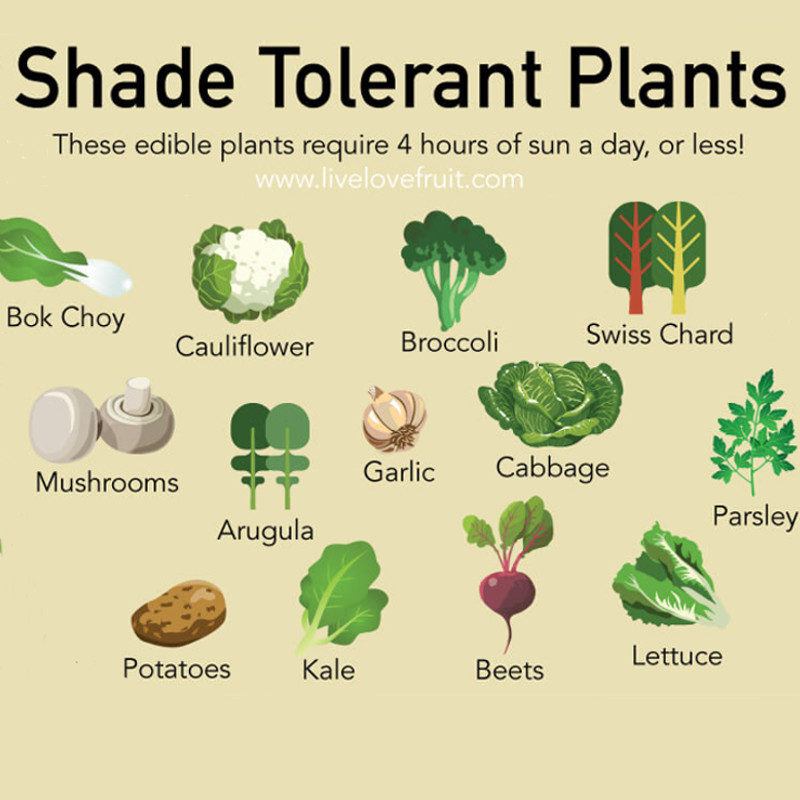 Shade Tolerant Plants
These edible plants require 4 hours of sun a day, or less!
www.livelovefruit.com
Bok Choy
Cauliflower
Broccoli
Swiss Chard
Mushrooms
Arugula
Garlic
Cabbage
Parsley
Potatoes
Kale
Beets
Lettuce